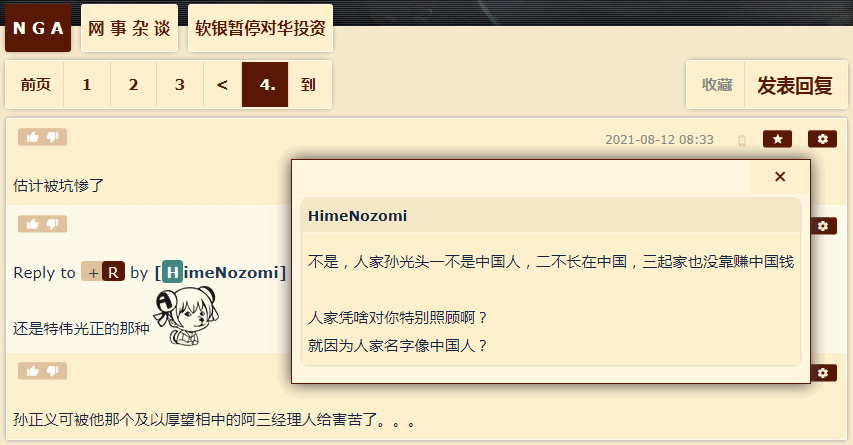 NGA 网事杂谈 软银暂停对华投资
前页 1 2 3 < 4. 到 收藏 发表回复
2021-08-12 08:33
估计被坑惨了
Reply to +R by [HimeNozomi]
还是特伟光正的那种
×
HimeNozomi
不是，人家孙光头一不是中国人，二不长在中国，三起家也没靠赚中国钱
人家凭啥对你特别照顾啊？
就因为人家名字像中国人？
孙正义可被他那个及以厚望相中的阿三经理人给害苦了。。。